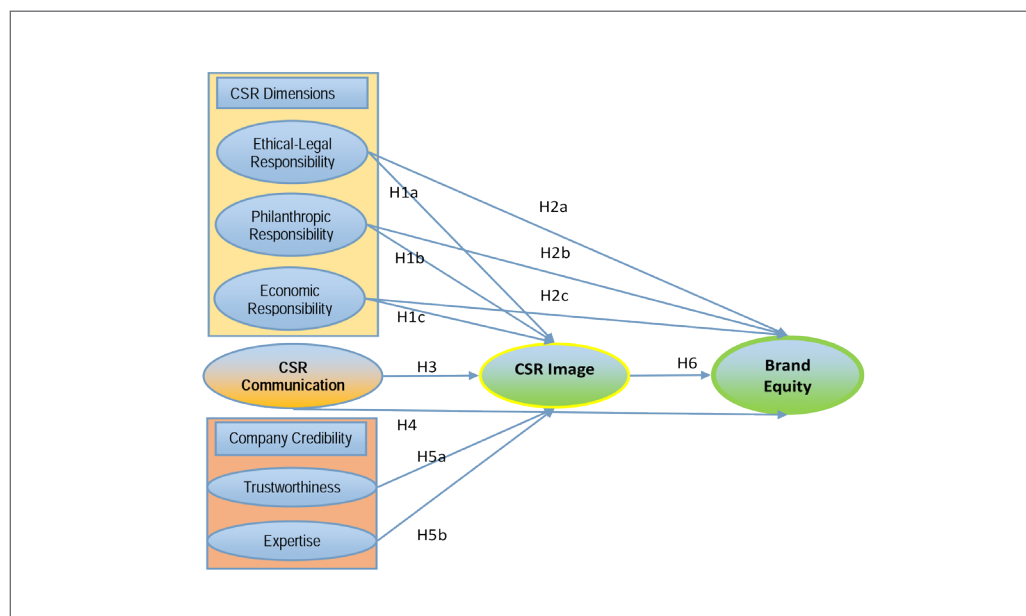 CSR Dimensions
Ethical-Legal
Responsibility
H1a
H2a
Philanthropic
Responsibility
H1b
H2b
Economic
Responsibility
H2c
H1c
CSR
Communication
H3
CSR Image
H6
Brand
Equity
H4
Company Credibility
H5a
Trustworthiness
Expertise
H5b